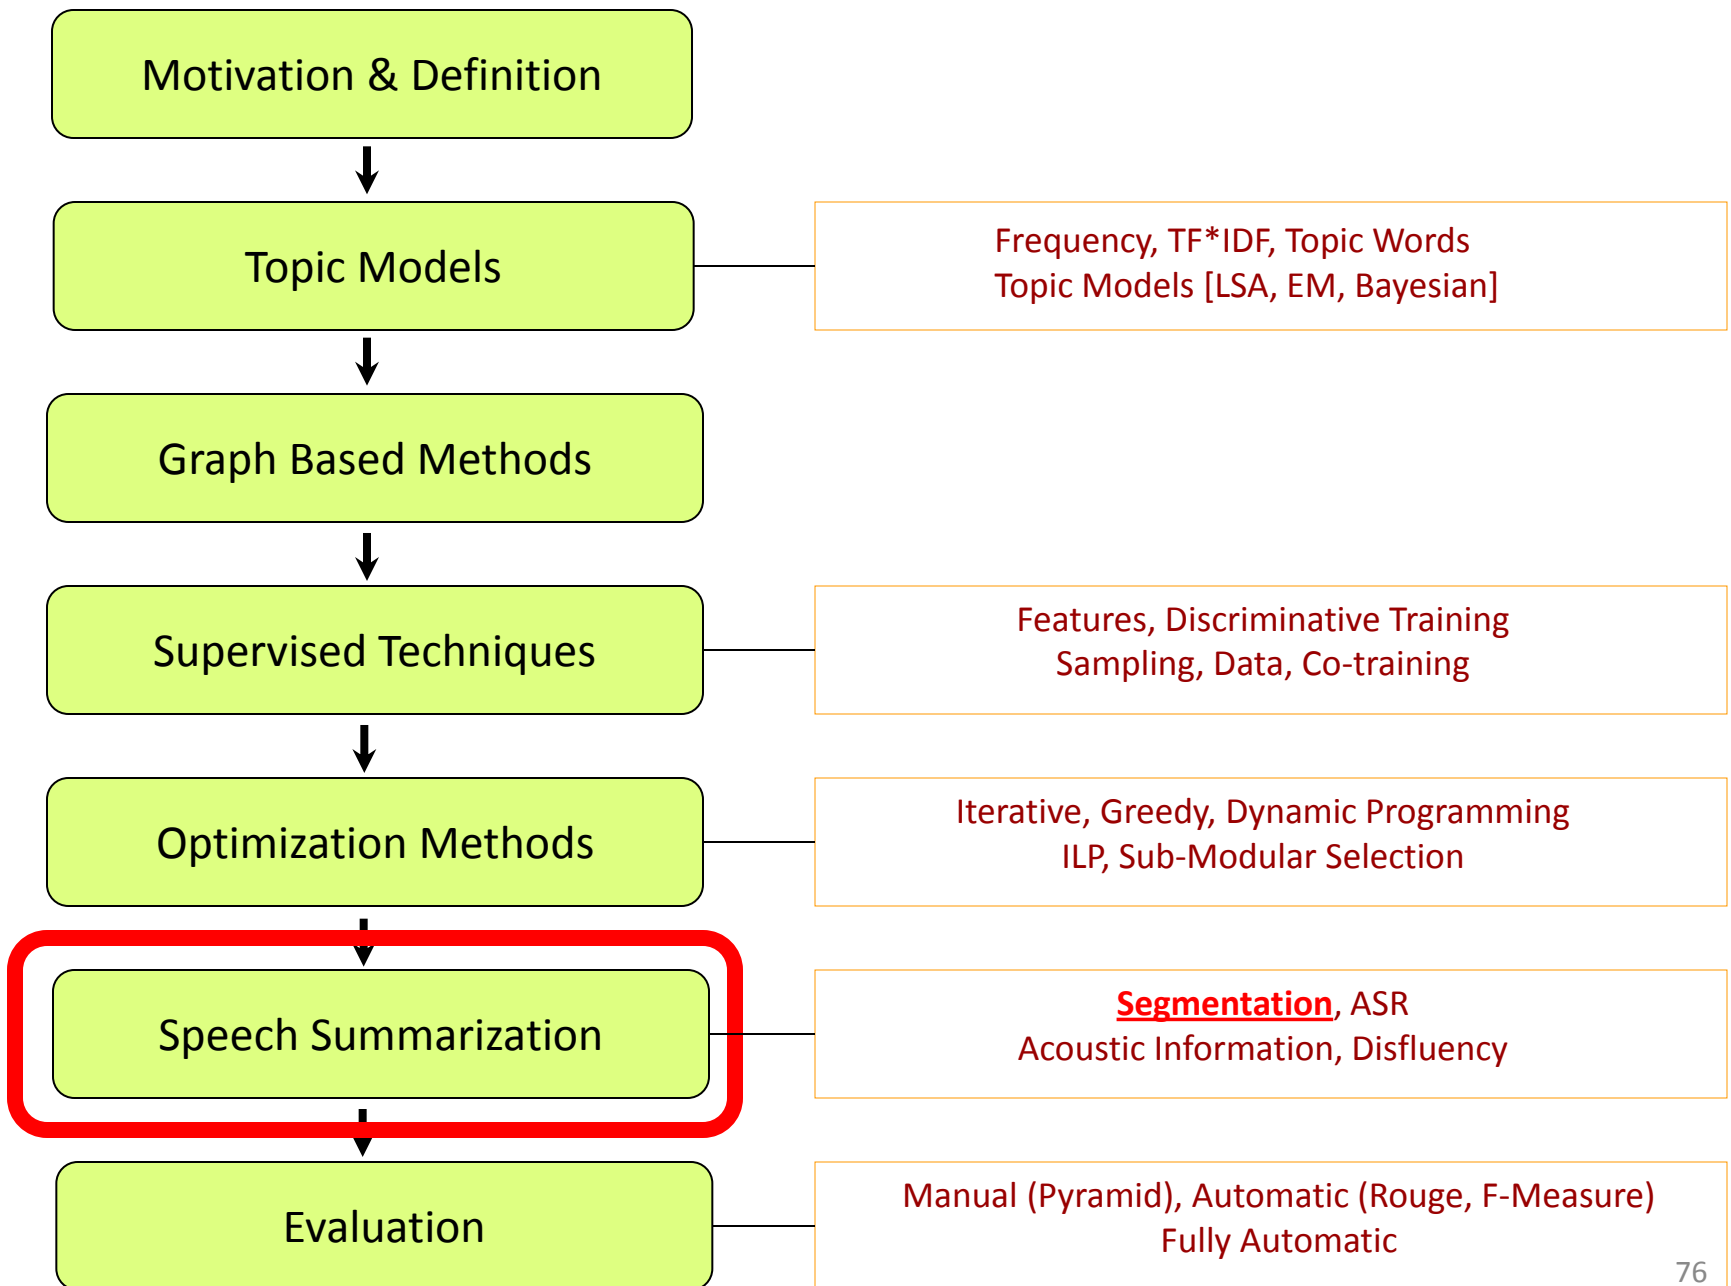 Motivation & Definition
Topic Models
Frequency, TF*IDF, Topic Words
Topic Models [LSA, EM, Bayesian]
Graph Based Methods
Supervised Techniques
Features, Discriminative Training
Sampling, Data, Co-training
Optimization Methods
Iterative, Greedy, Dynamic Programming
ILP, Sub-Modular Selection
Speech Summarization
Segmentation, ASR
Acoustic Information, Disfluency
Evaluation
Manual (Pyramid), Automatic (Rouge, F-Measure)
Fully Automatic
76